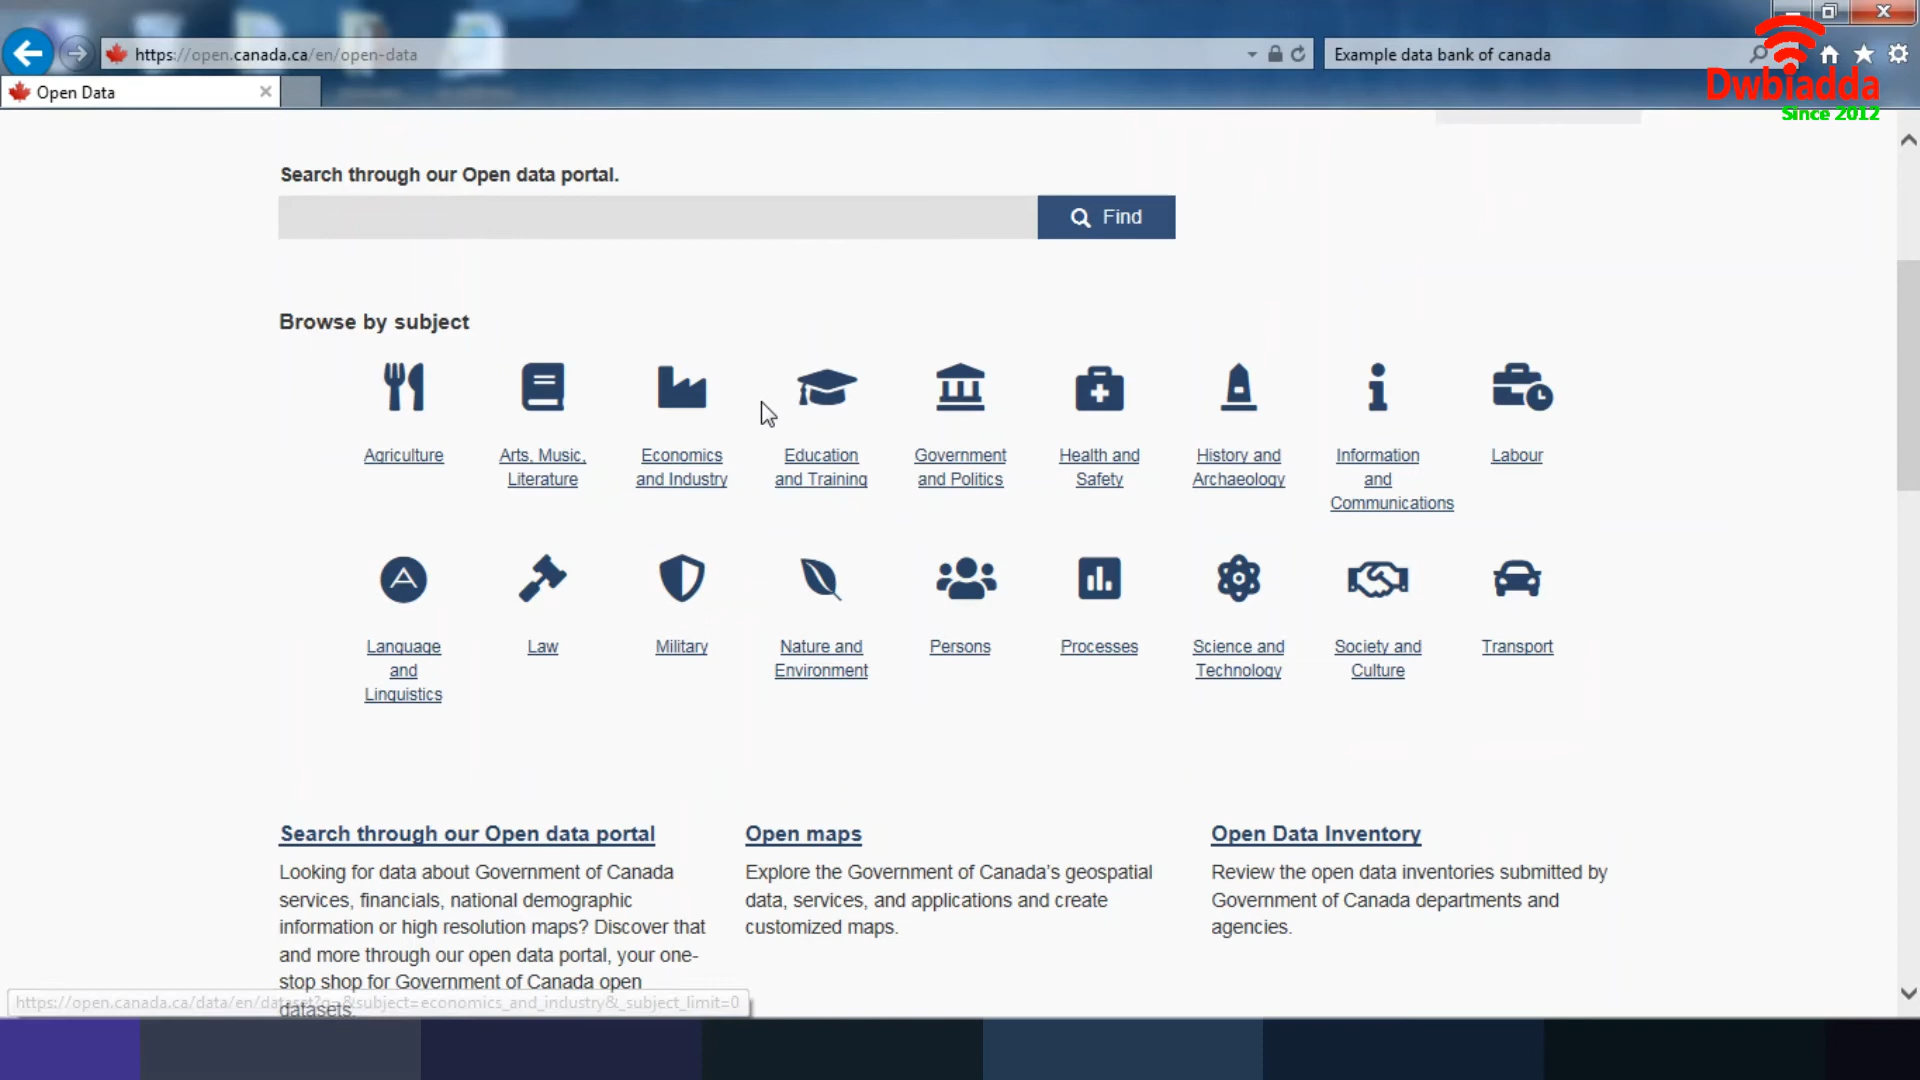 https://open.canada.ca/en/open-data
Example data bank of canada
Dwbiadda
Since 2012
Open Data
Search through our Open data portal.
Find
Browse by subject
Agriculture
Arts, Music,
Literature
Economics
and Industry
Education
and Training
Government
and Politics
Health and
Safety
History and
Archaeology
Information
and
Communications
Labour
Language
and
Linguistics
Law
Military
Nature and
Environment
Persons
Processes
Science and
Technology
Society and
Culture
Transport
Search through our Open data portal
Looking for data about Government of Canada
services, financials, national demographic
information or high resolution maps? Discover that
and more through our open data portal, your one-
stop shop for Government of Canada open
datasets.
Open maps
Explore the Government of Canada's geospatial
data, services, and applications and create
customized maps.
Open Data Inventory
Review the open data inventories submitted by
Government of Canada departments and
agencies.